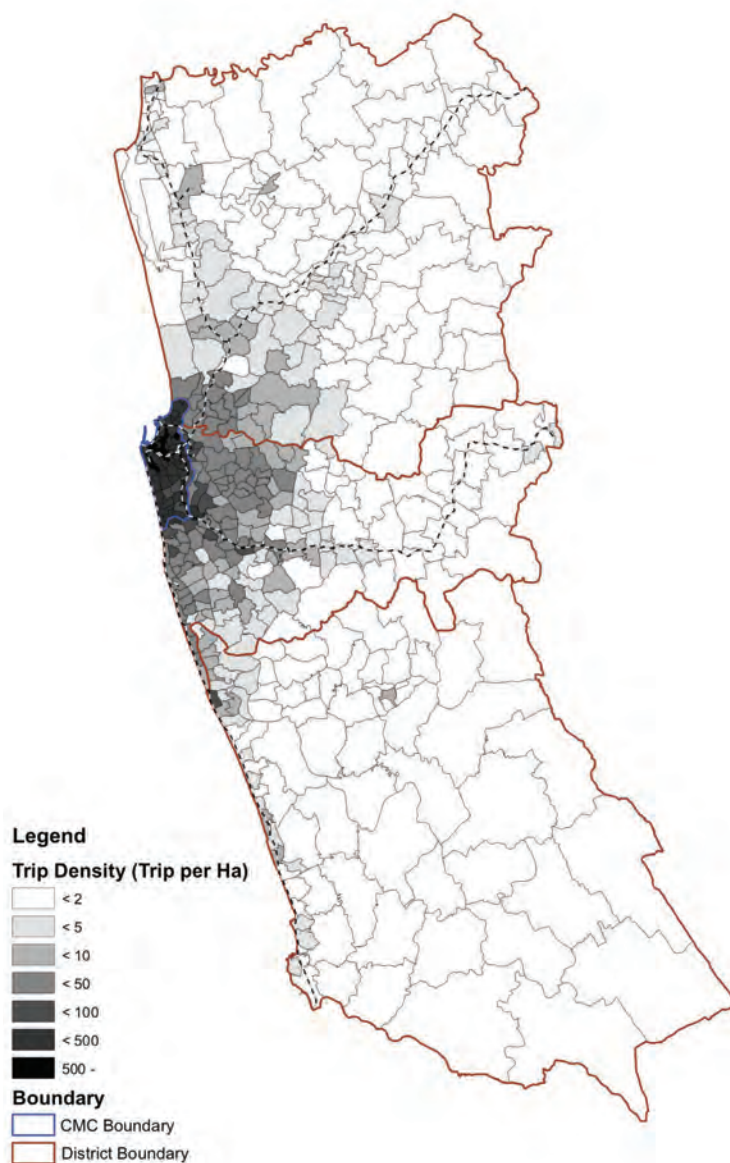 Legend
Trip Density (Trip per Ha)
< 2
< 5
< 10
< 50
< 100
< 500
500 -
Boundary
CMC Boundary
District Boundary